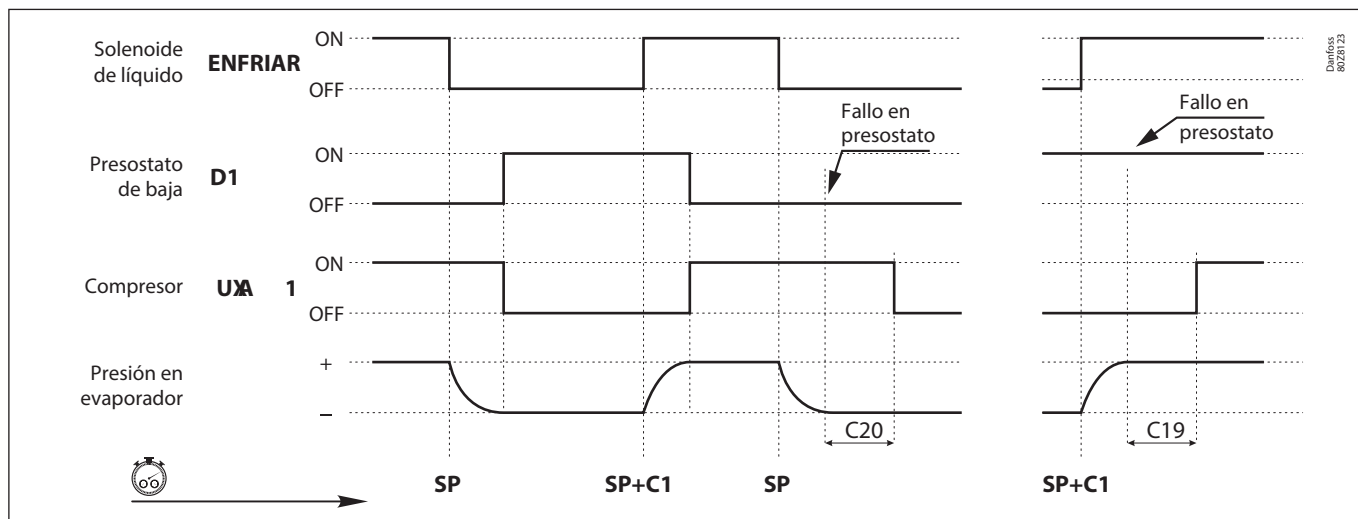 Solenoide
de líquido
ENFRIAR
ON
OFF
Danfoss
80Z8123
Fallo en
presostato
Fallo en
presostato
Presostato
de baja
D1
ON
OFF
Compresor
UXA 1
ON
OFF
Presión en
evaporador
+
–
C20
C19
SP
SP+C1
SP
SP+C1